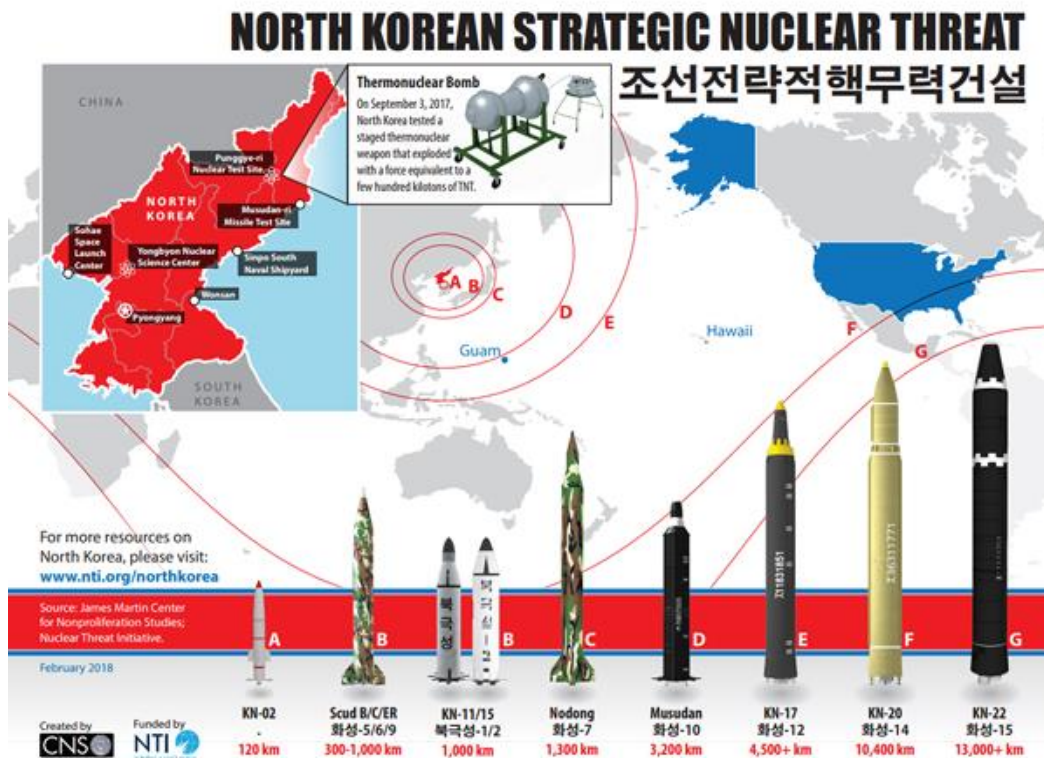 NORTH KOREAN STRATEGIC NUCLEAR THREAT
조선전략적핵무력건설
CHINA
NORTH
KOREA
SOUTH
KOREA
Punggye-ri
Nuclear Test Site
Musudan-ri
Missile Test Site
Sohae
Space
Launch
Center
Yongbyon Nuclear
Science Center
Sinpo South
Naval Shipyard
Wonsan
Pyongyang
Thermonuclear Bomb
On September 3, 2017,
North Korea tested a
staged thermonuclear
weapon that exploded
with a force equivalent to a
few hundred kilotons of TNT.
A
B
C
D
E
F
G
Guam
Hawaii
For more resources on
North Korea, please visit:
www.nti.org/northkorea
Source: James Martin Center
for Nonproliferation Studies;
Nuclear Threat Initiative.
February 2018
Created by
CNS
Funded by
NTI
A
B
북극성
B
C
D
E
F
G
KN-02
-
120 km
Scud B/C/ER
화성-5/6/9
300-1,000 km
KN-11/15
북극성-1/2
1,000 km
Nodong
화성-7
1,300 km
Musudan
화성-10
3,200 km
KN-17
화성-12
4,500+ km
KN-20
화성-14
10,400 km
KN-22
화성-15
13,000+ km